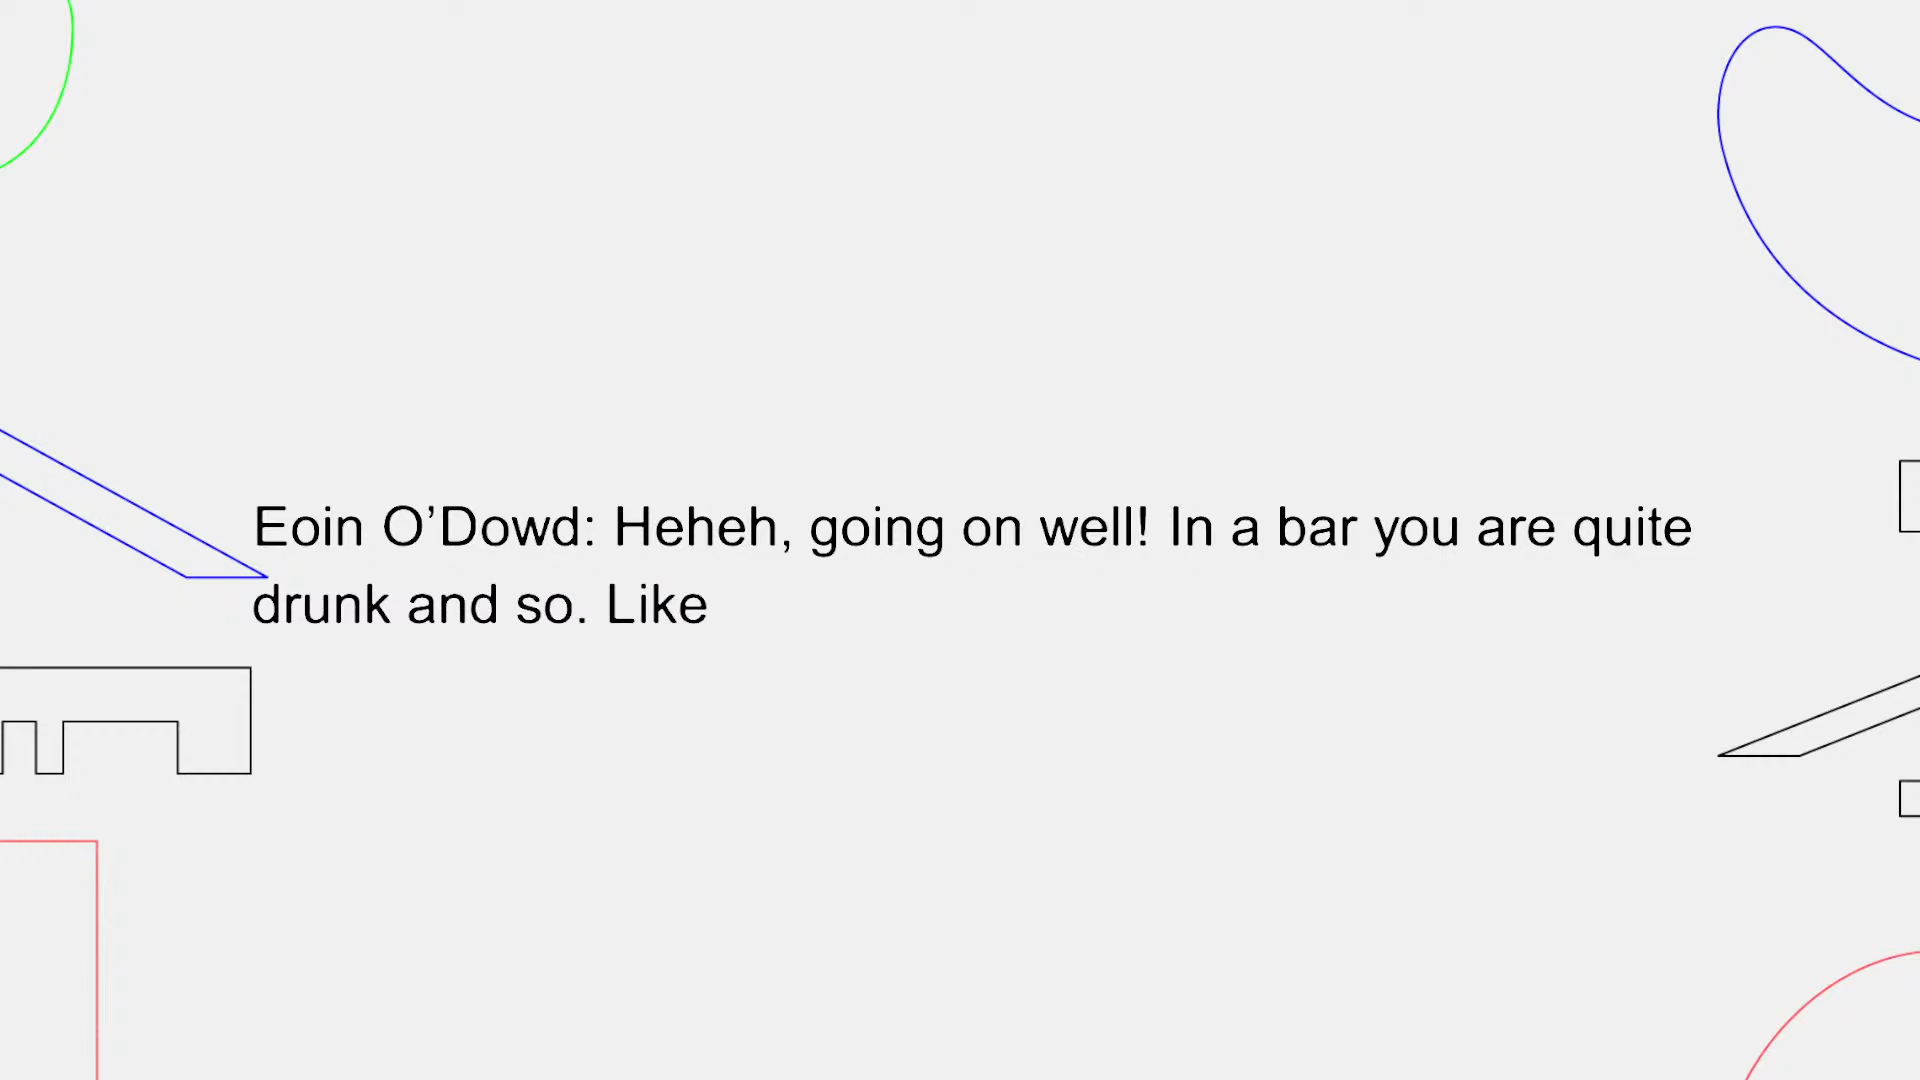 Eoin O’Dowd: Heheh, going on well! In a bar you are quite
drunk and so. Like